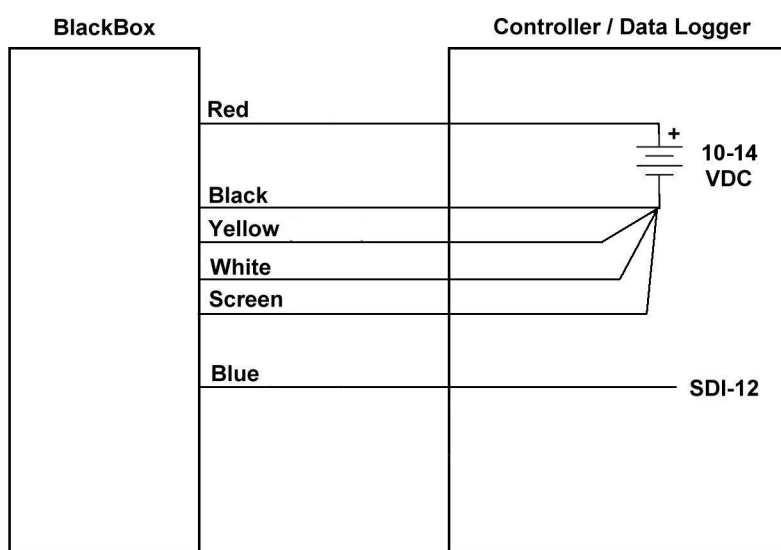 BlackBox
Controller / Data Logger
Red
+
10-14
VDC
Black
Yellow
White
Screen
Blue
SDI-12